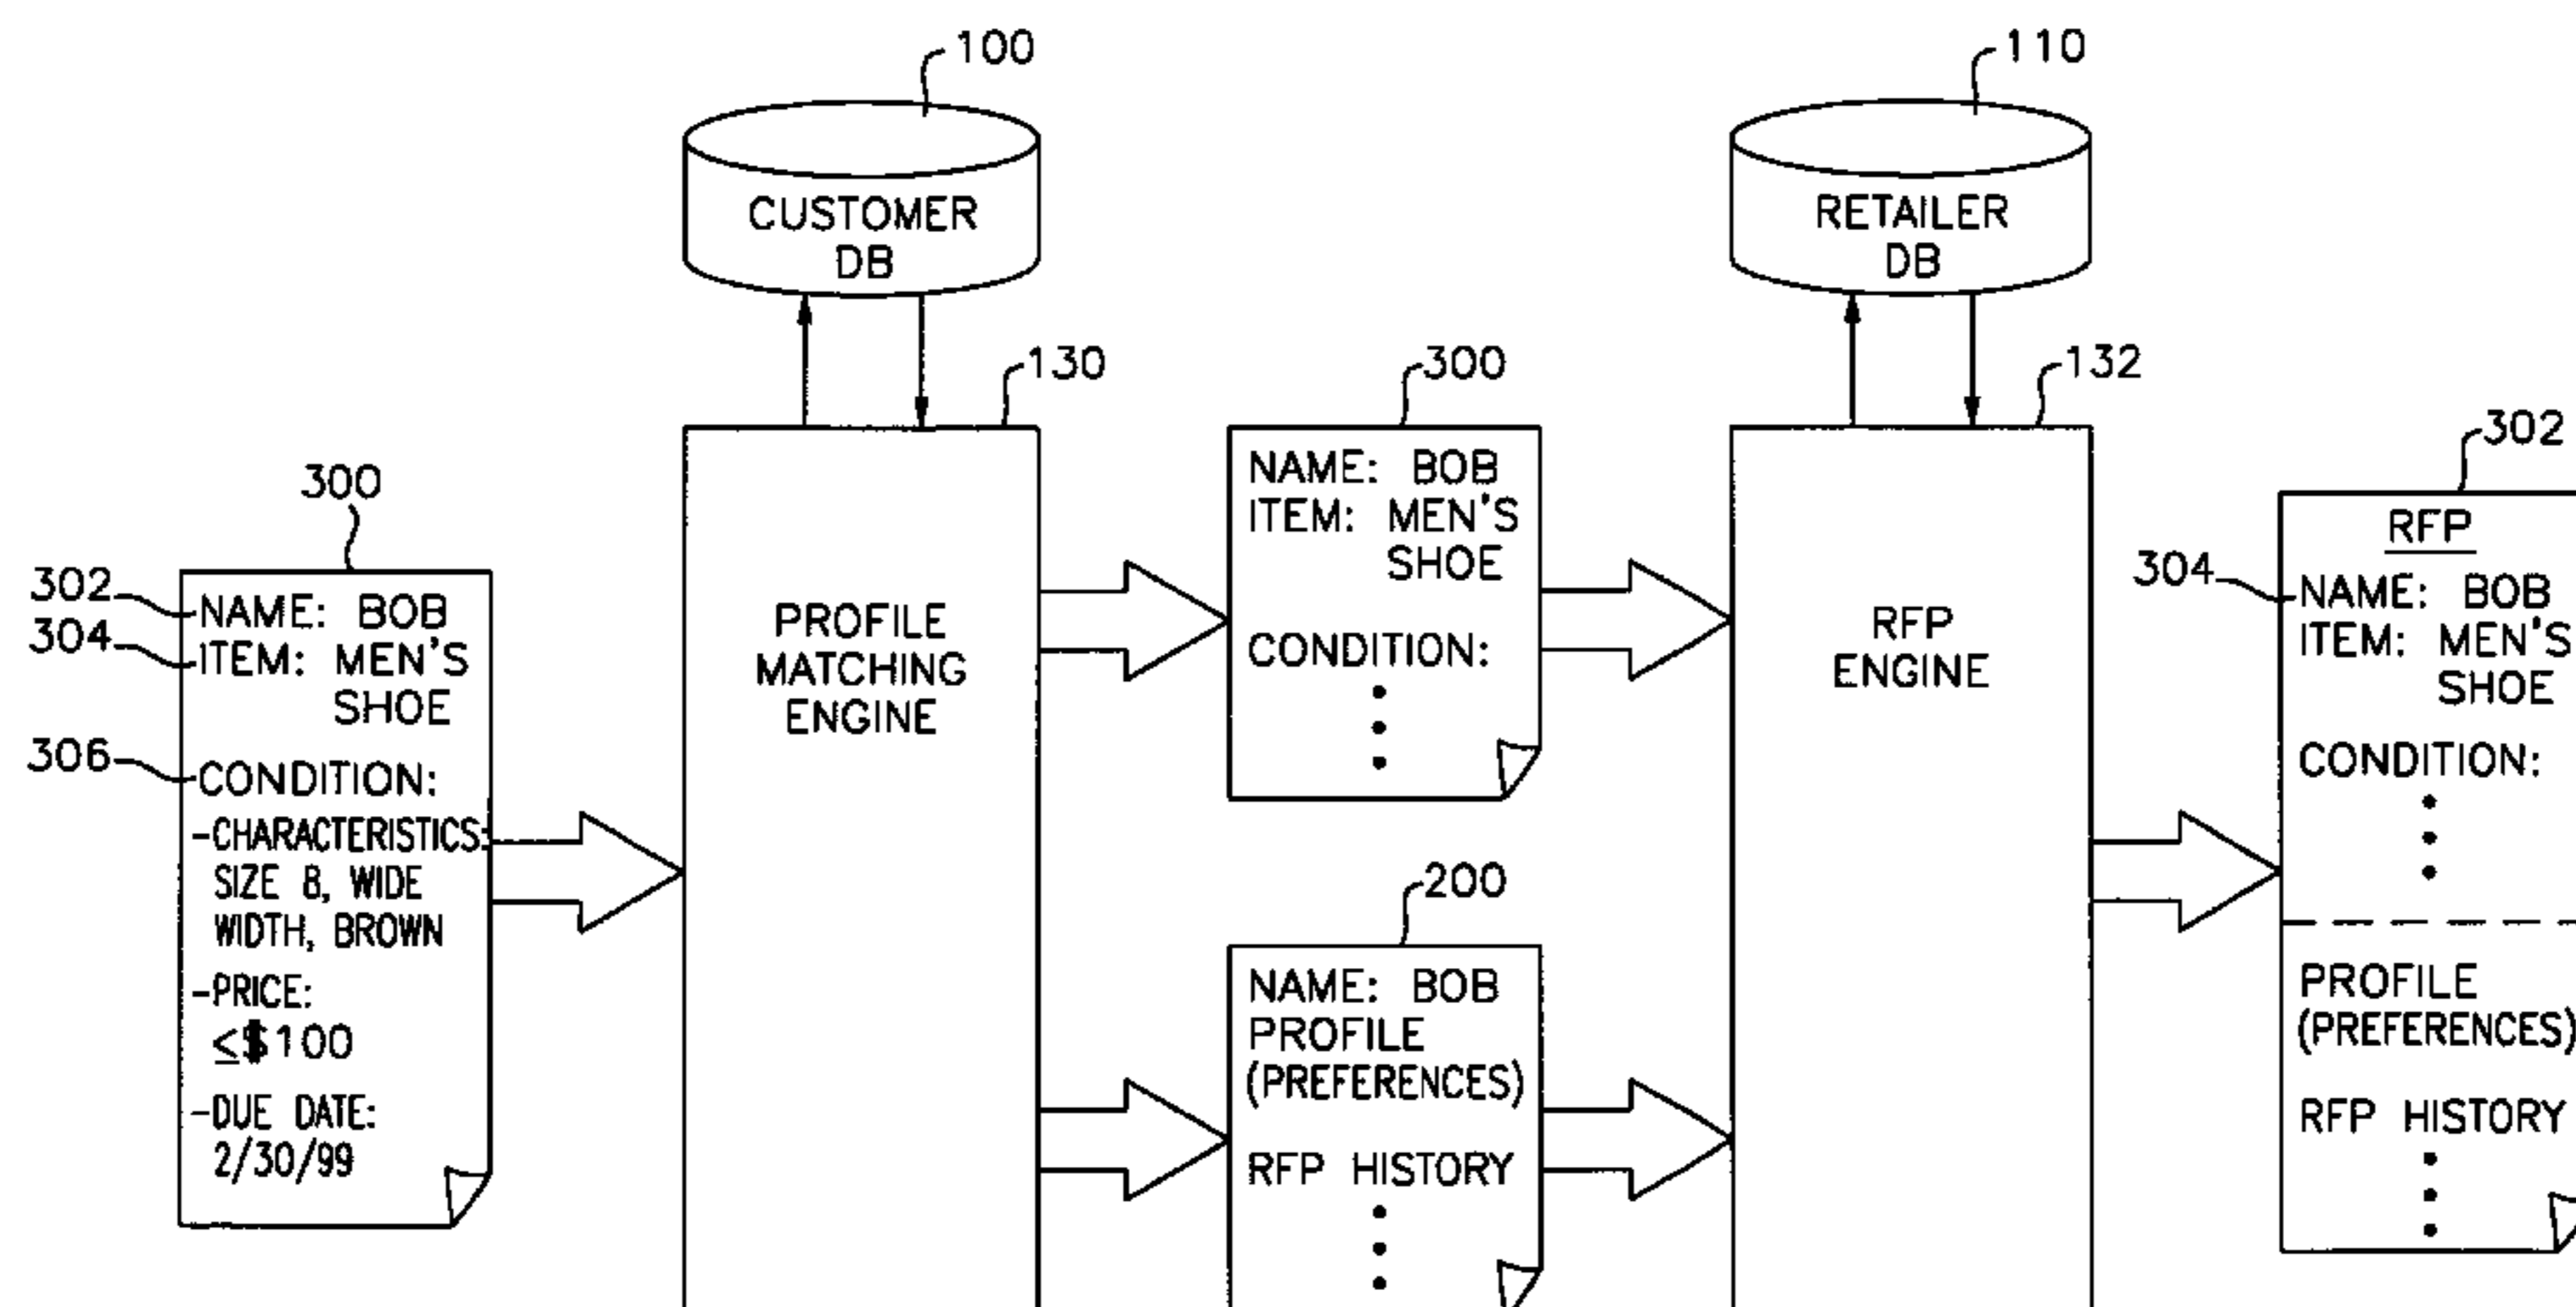 100
CUSTOMER
DB
110
RETAILER
DB
300
302
304
306
NAME: BOB
ITEM: MEN'S
SHOE
CONDITION:
-CHARACTERISTICS:
SIZE 8, WIDE
WIDTH, BROWN
-PRICE:
≤$100
-DUE DATE:
2/30/99
130
PROFILE
MATCHING
ENGINE
300
NAME: BOB
ITEM: MEN'S
SHOE
CONDITION:
200
NAME: BOB
PROFILE
(PREFERENCES)
RFP HISTORY
132
RFP
ENGINE
302
304
RFP
NAME: BOB
ITEM: MEN'S
SHOE
CONDITION:
PROFILE
(PREFERENCES)
RFP HISTORY